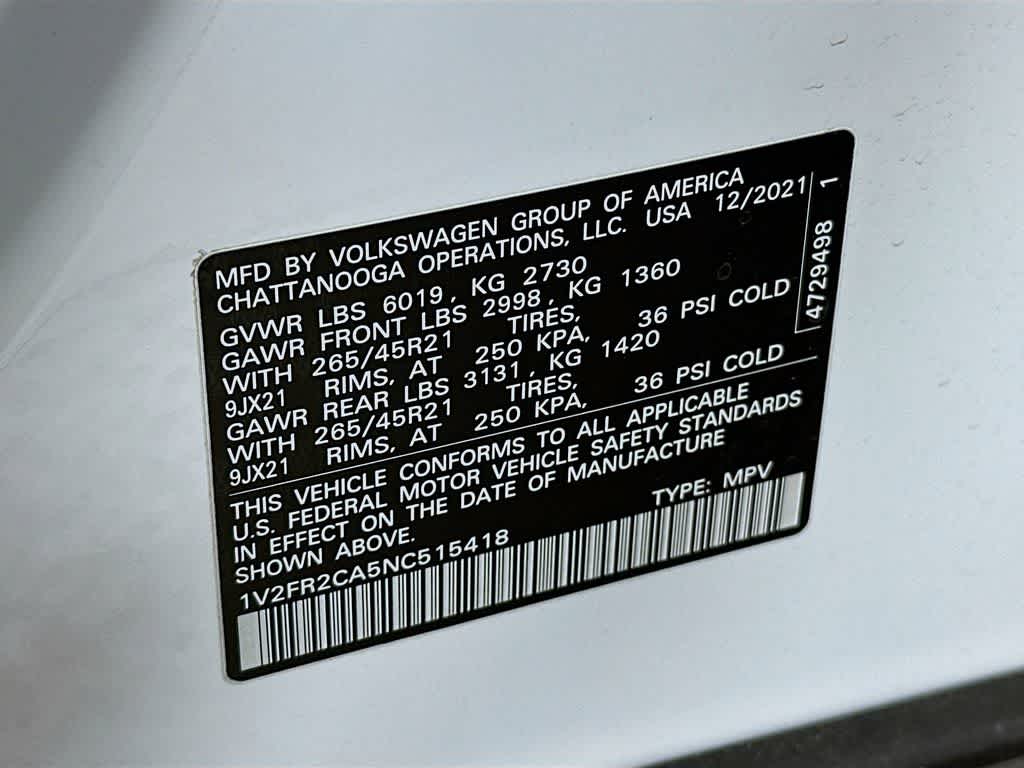 MFD BY VOLKSWAGEN GROUP OF AMERICA
CHATTANOOGA OPERATIONS, LLC. USA 12/2021
GVWR LBS 6019, KG 2730
GAWR FRONT LBS 2998, KG 1360
WITH 265/45R21 TIRES,
9JX21 RIMS, AT 250 KPA, 36 PSI COLD
GAWR REAR LBS 3131, KG 1420
WITH 265/45R21 TIRES,
9JX21 RIMS, AT 250 KPA, 36 PSI COLD
THIS VEHICLE CONFORMS TO ALL APPLICABLE
U.S. FEDERAL MOTOR VEHICLE SAFETY STANDARDS
IN EFFECT ON THE DATE OF MANUFACTURE
SHOWN ABOVE. TYPE: MPV
1V2FR2CA5NC515418
4729498 1